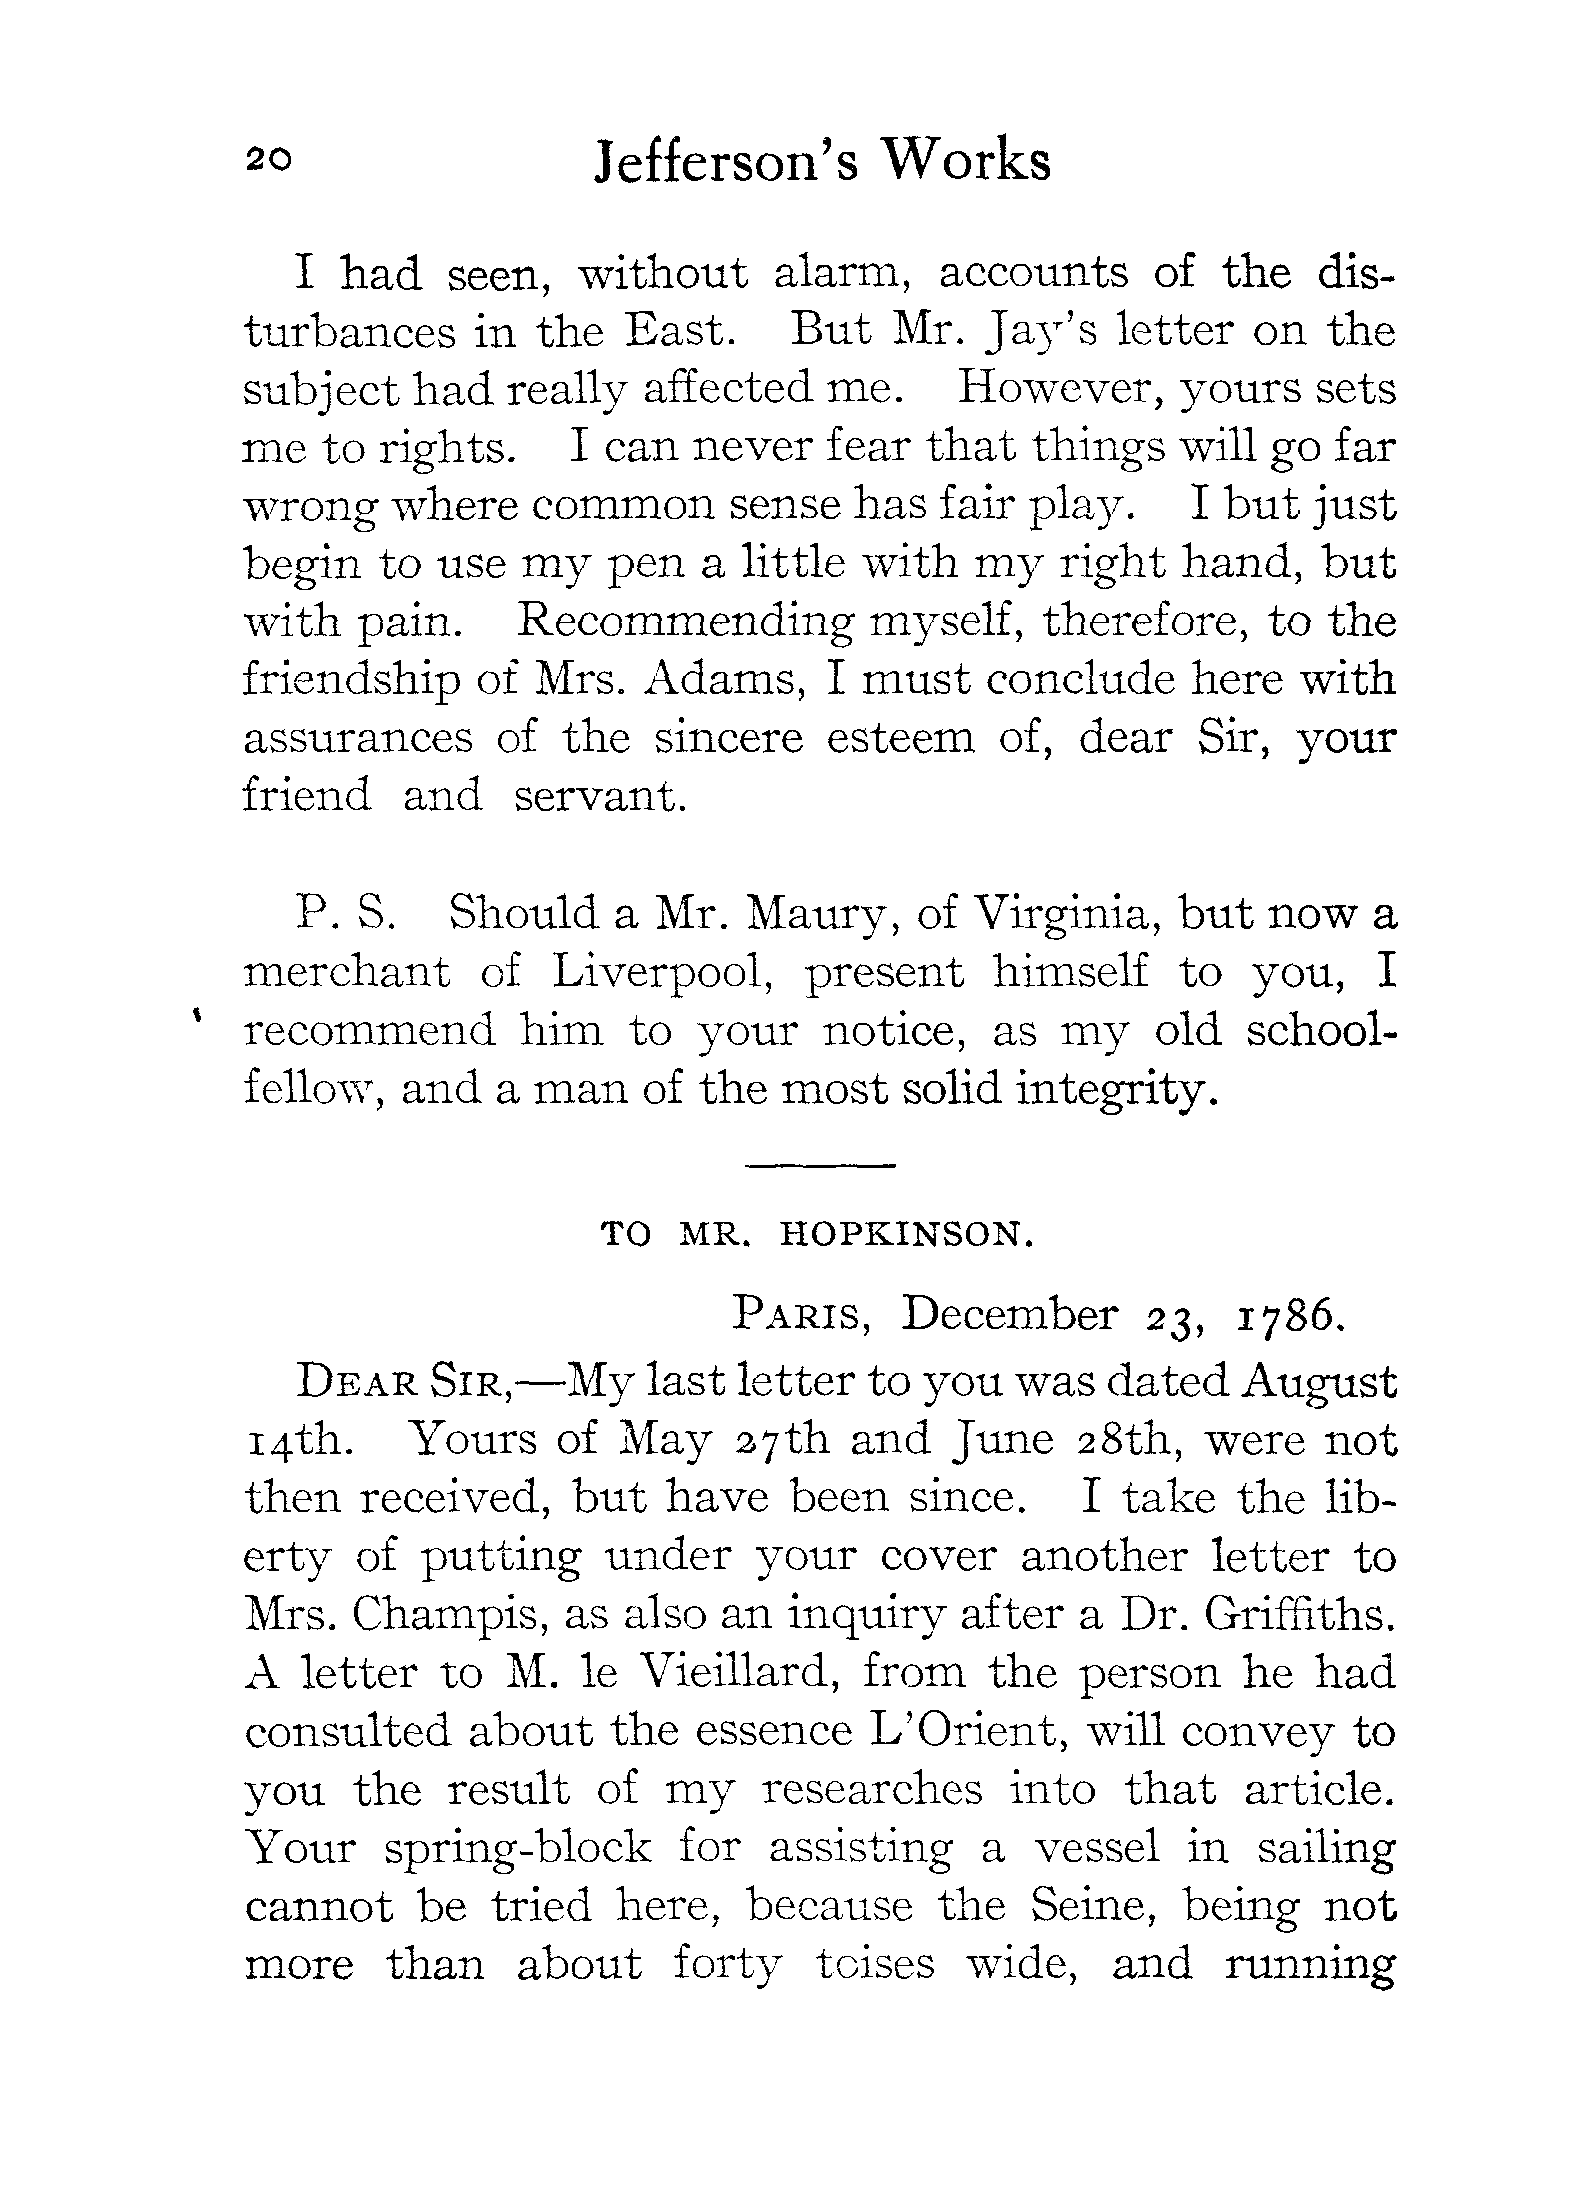 20 Jefferson's Works
I had seen, without alarm, accounts of the dis-
turbances in the East. But Mr. Jay's letter on the
subject had really affected me. However, yours sets
me to rights. I can never fear that things will go far
wrong where common sense has fair play. I but just
begin to use my pen a little with my right hand, but
with pain. Recommending myself, therefore, to the
friendship of Mrs. Adams, I must conclude here with
assurances of the sincere esteem of, dear Sir, your
friend and servant.
P. S. Should a Mr. Maury, of Virginia, but now a
merchant of Liverpool, present himself to you, I
recommend him to your notice, as my old school-
fellow, and a man of the most solid integrity.
TO MR. HOPKINSON.
PARIS, December 23, 1786.
DEAR SIR,—My last letter to you was dated August
14th. Yours of May 27th and June 28th, were not
then received, but have been since. I take the lib-
erty of putting under your cover another letter to
Mrs. Champis, as also an inquiry after a Dr. Griffiths.
A letter to M. le Vieillard, from the person he had
consulted about the essence L'Orient, will convey to
you the result of my researches into that article.
Your spring-block for assisting a vessel in sailing
cannot be tried here, because the Seine, being not
more than about forty toises wide, and running